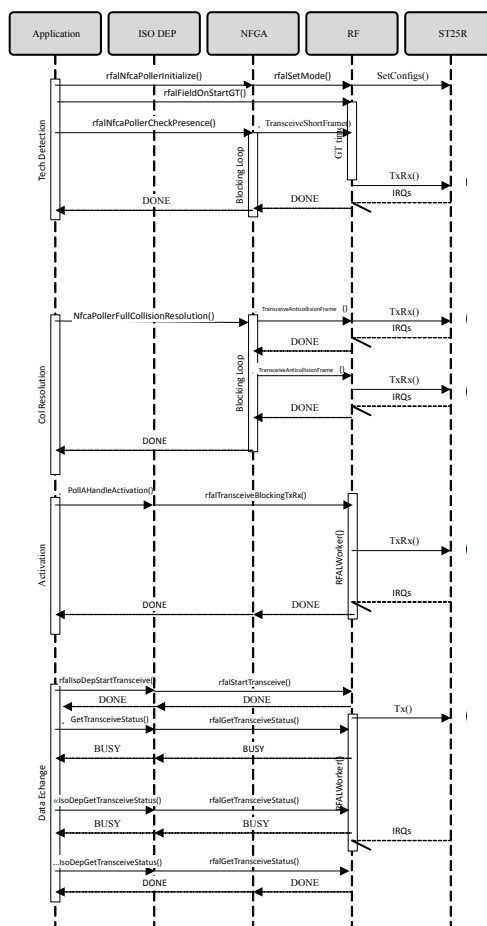 Application ISO DEP NFGA RF ST25R
rfalNfcaPollerInitialize() rfalSetMode() SetConfigs()
rfalFieldOnStartGT()
rfalNfcaPollerCheckPresence() TransceiveShortFrame()
Tech Detection
Blocking Loop
GT timg
TxRx()
IRQs
DONE DONE
NfcaPollerFullCollisionResolution() TransceiveAnticollisionFrame () TxRx()
IRQs
DONE
TransceiveAnticollisionFrame ()
Col Resolution
Blocking Loop
TxRx()
IRQs
DONE
DONE
PollAHandleActivation() rfalTransceiveBlockingTxRx()
Activation
RFALWorker()
TxRx()
IRQs
DONE DONE
rfalIsoDepStartTransceive() rfalStartTransceive()
DONE DONE
Tx()
GetTransceiveStatus() rfalGetTransceiveStatus()
BUSY BUSY
Data Echange
RFALWorker()
«IsoDepGetTransceiveStatus() rfalGetTransceiveStatus()
BUSY BUSY
IRQs
...IsoDepGetTransceiveStatus() rfalGetTransceiveStatus()
DONE DONE